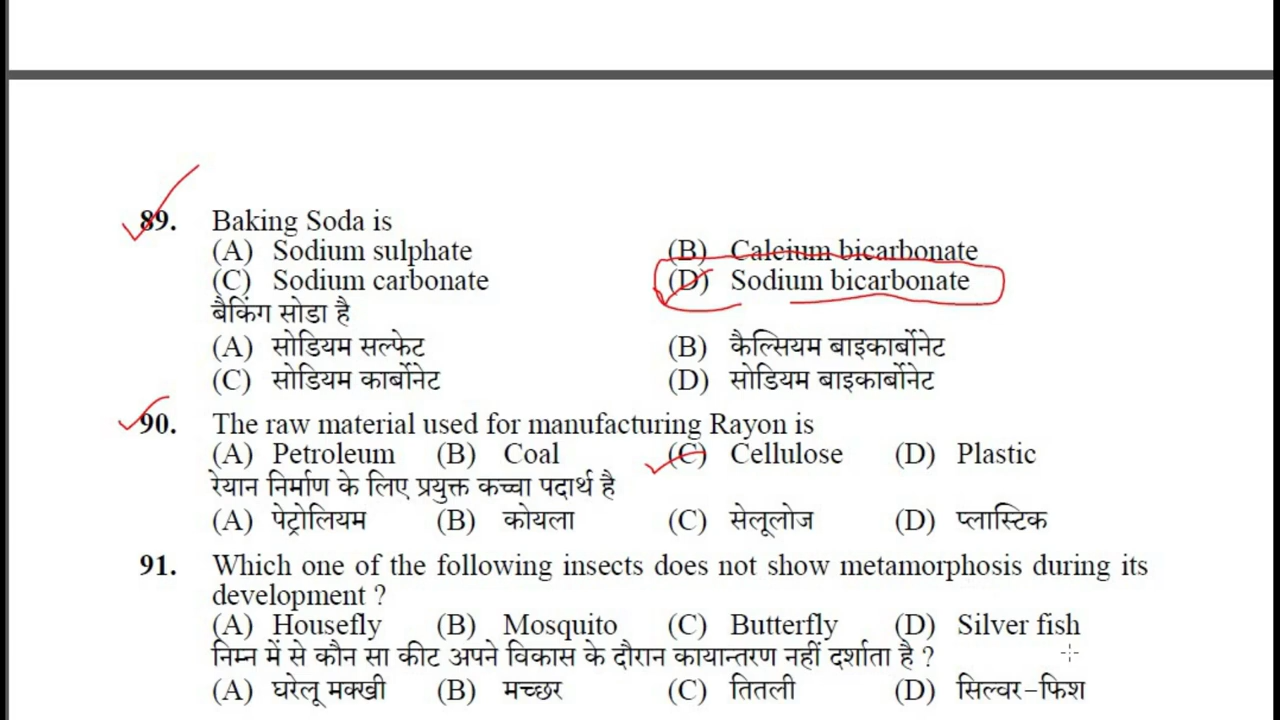 89. Baking Soda is
(A) Sodium sulphate (B) Calcium bicarbonate
(C) Sodium carbonate (D) Sodium bicarbonate
बैकिंग सोडा है
(A) सोडियम सल्फेट (B) कैल्सियम बाइकार्बोनेट
(C) सोडियम कार्बोनेट (D) सोडियम बाइकार्बोनेट
90. The raw material used for manufacturing Rayon is
(A) Petroleum (B) Coal (C) Cellulose (D) Plastic
रेयान निर्माण के लिए प्रयुक्त कच्चा पदार्थ है
(A) पेट्रोलियम (B) कोयला (C) सेलूलोज (D) प्लास्टिक
91. Which one of the following insects does not show metamorphosis during its
development ?
(A) Housefly (B) Mosquito (C) Butterfly (D) Silver fish
निम्न में से कौन सा कीट अपने विकास के दौरान कायान्तरण नहीं दर्शाता है ?
(A) घरेलू मक्खी (B) मच्छर (C) तितली (D) सिल्वर-फिश